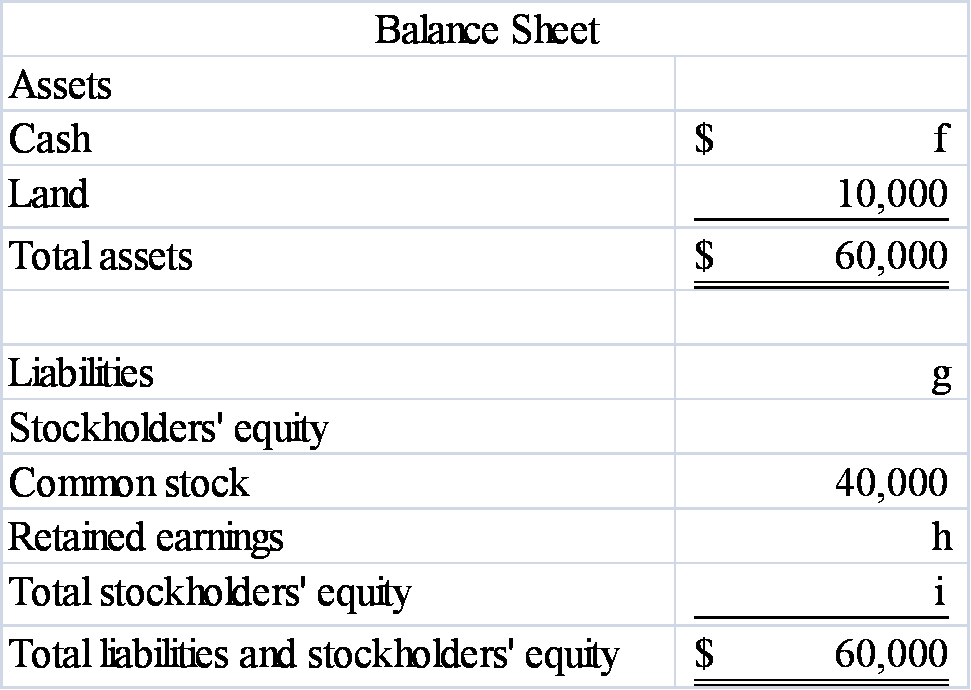 Balance Sheet
Assets
Cash $ f
Land 10,000
Total assets $ 60,000
Liabilities g
Stockholders' equity
Common stock 40,000
Retained earnings h
Total stockholders' equity i
Total liabilities and stockholders' equity $ 60,000